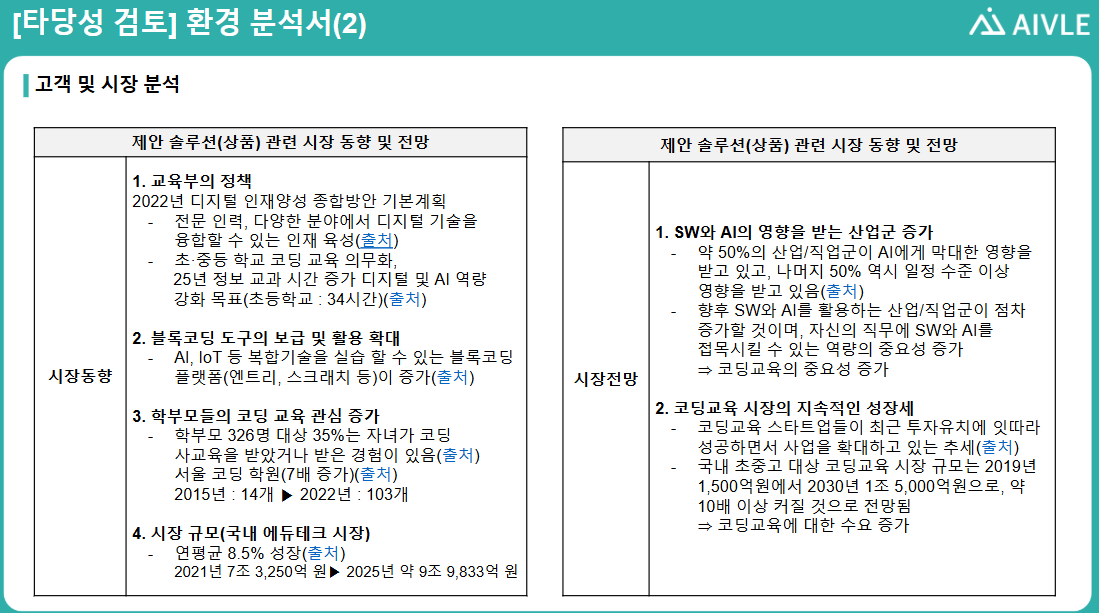 [타당성 검토] 환경 분석서(2)
AIVLE
고객 및 시장 분석
제안 솔루션(상품) 관련 시장 동향 및 전망
시장동향
1. 교육부의 정책
2022년 디지털 인재양성 종합방안 기본계획
- 전문 인력, 다양한 분야에서 디지털 기술을
융합할 수 있는 인재 육성(출처)
- 초·중등 학교 코딩 교육 의무화,
25년 정보 교과 시간 증가 디지털 및 AI 역량
강화 목표(초등학교 : 34시간)(출처)
2. 블록코딩 도구의 보급 및 활용 확대
- AI, IoT 등 복합기술을 실습 할 수 있는 블록코딩
플랫폼(엔트리, 스크래치 등)이 증가(출처)
3. 학부모들의 코딩 교육 관심 증가
- 학부모 326명 대상 35%는 자녀가 코딩
사교육을 받았거나 받은 경험이 있음(출처)
서울 코딩 학원(7배 증가)(출처)
2015년 : 14개 ▶ 2022년 : 103개
4. 시장 규모(국내 에듀테크 시장)
- 연평균 8.5% 성장(출처)
2021년 7조 3,250억 원▶ 2025년 약 9조 9,833억 원
제안 솔루션(상품) 관련 시장 동향 및 전망
시장전망
1. SW와 AI의 영향을 받는 산업군 증가
- 약 50%의 산업/직업군이 AI에게 막대한 영향을
받고 있고, 나머지 50% 역시 일정 수준 이상
영향을 받고 있음(출처)
- 향후 SW와 AI를 활용하는 산업/직업군이 점차
증가할 것이며, 자신의 직무에 SW와 AI를
접목시킬 수 있는 역량의 중요성 증가
⇒ 코딩교육의 중요성 증가
2. 코딩교육 시장의 지속적인 성장세
- 코딩교육 스타트업들이 최근 투자유치에 잇따라
성공하면서 사업을 확대하고 있는 추세(출처)
- 국내 초중고 대상 코딩교육 시장 규모는 2019년
1,500억원에서 2030년 1조 5,000억원으로, 약
10배 이상 커질 것으로 전망됨
⇒ 코딩교육에 대한 수요 증가